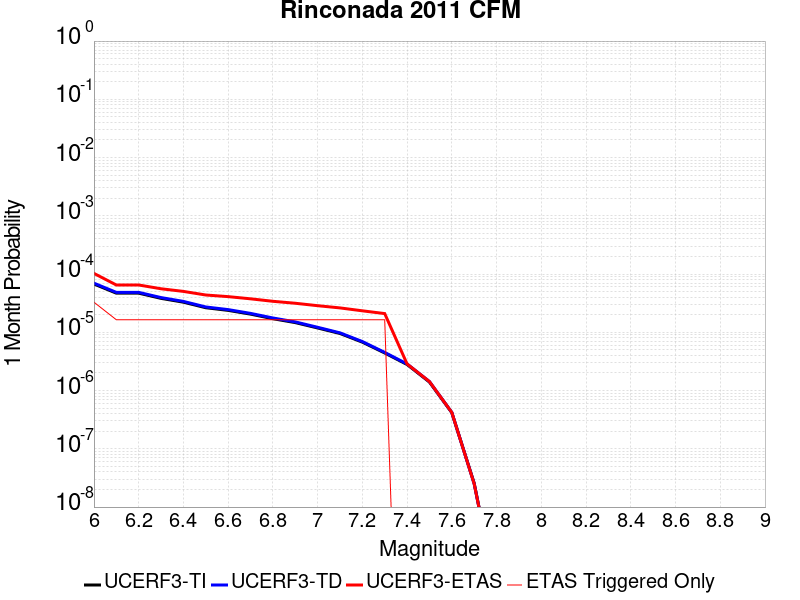 Rinconada 2011 CFM
1 Month Probability
10^0
10^-1
10^-2
10^-3
10^-4
10^-5
10^-6
10^-7
10^-8
6 6.2 6.4 6.6 6.8 7 7.2 7.4 7.6 7.8 8 8.2 8.4 8.6 8.8 9
Magnitude
UCERF3-TI UCERF3-TD UCERF3-ETAS ETAS Triggered Only